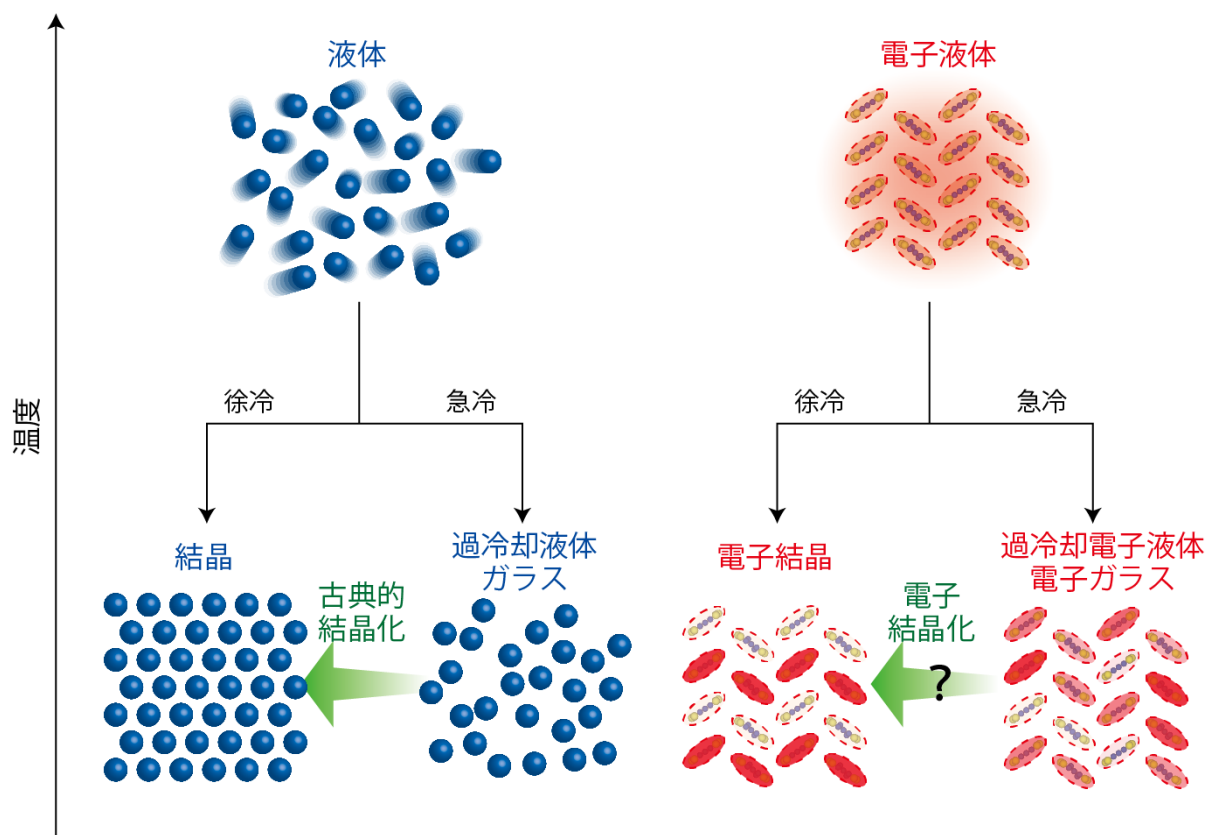 液体
電子液体
温度
徐冷
急冷
徐冷
急冷
結晶
過冷却液体
ガラス
古典的
結晶化
電子結晶
過冷却電子液体
電子ガラス
電子
結晶化
?